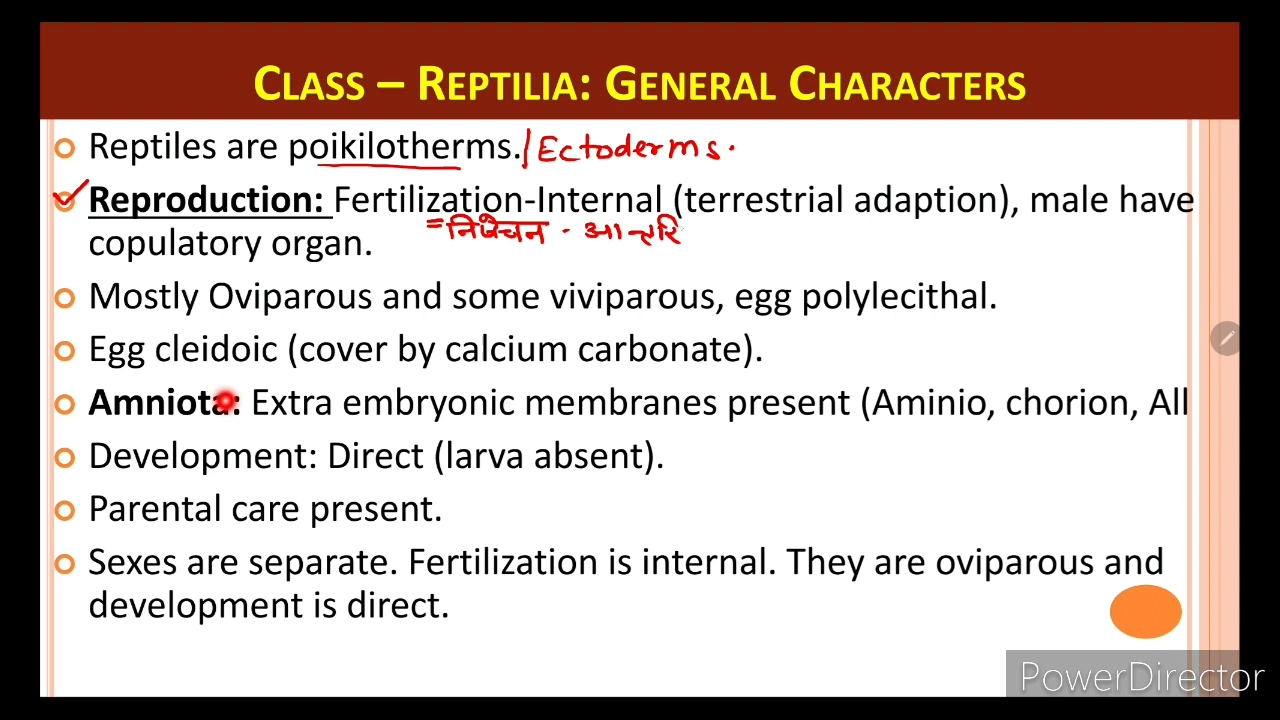 CLASS – REPTILIA: GENERAL CHARACTERS
Reptiles are poikilotherms. / Ectoderms.
Reproduction: Fertilization-Internal (terrestrial adaption), male have
=निषेचन - आन्तरि
copulatory organ.
Mostly Oviparous and some viviparous, egg polylecithal.
Egg cleidoic (cover by calcium carbonate).
Amniota: Extra embryonic membranes present (Aminio, chorion, All
Development: Direct (larva absent).
Parental care present.
Sexes are separate. Fertilization is internal. They are oviparous and
development is direct.
PowerDirector